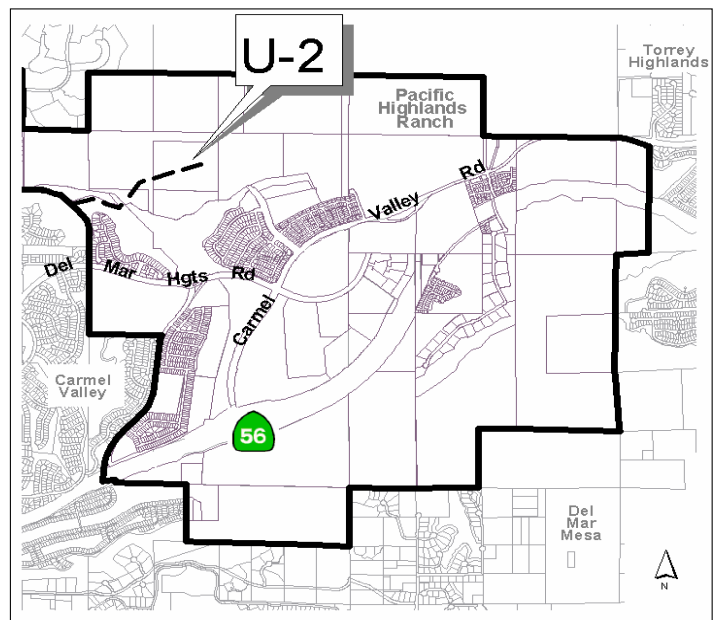 U-2
Torrey
Highlands
Pacific
Highlands
Ranch
Carmel Valley Rd
Del Mar Hgts Rd
Carmel
Valley
56
Del
Mar
Mesa
N